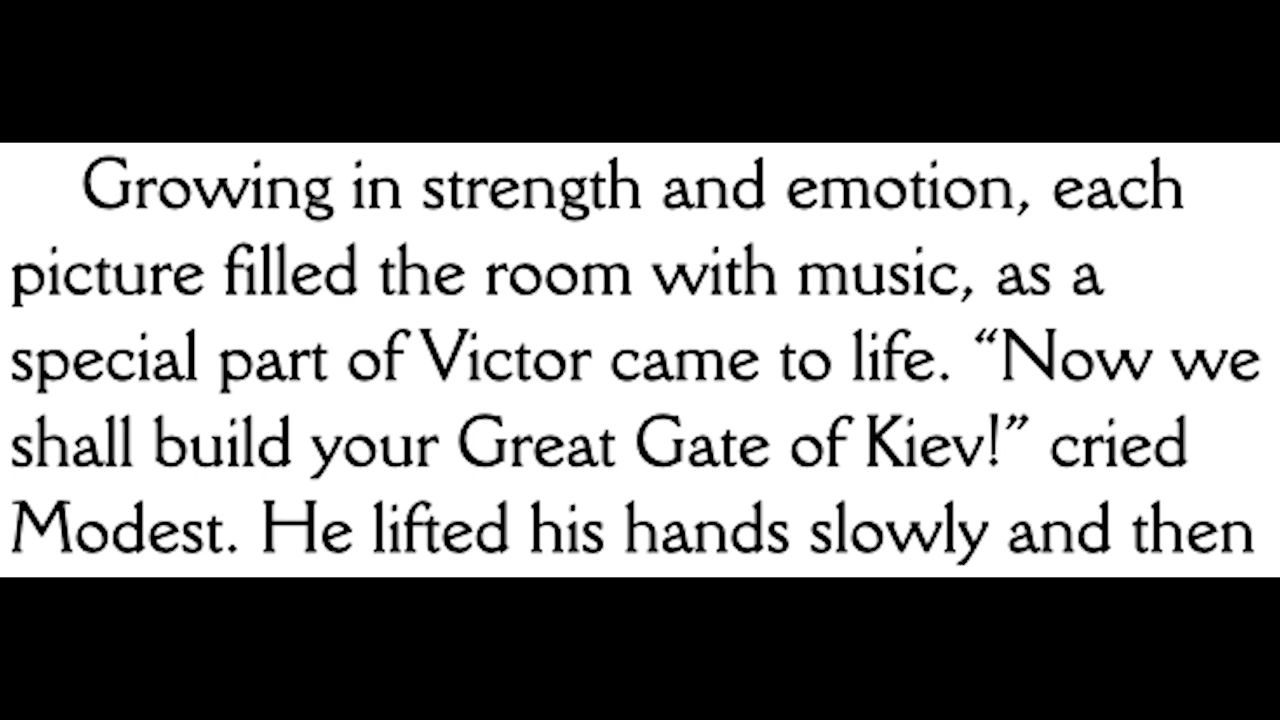 Growing in strength and emotion, each
picture filled the room with music, as a
special part of Victor came to life. “Now we
shall build your Great Gate of Kiev!” cried
Modest. He lifted his hands slowly and then